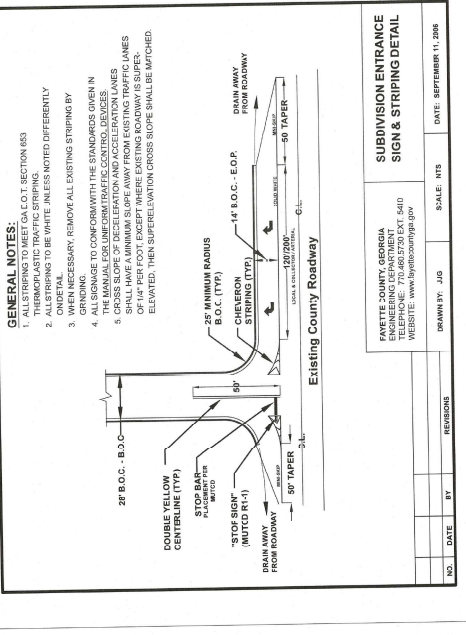 GENERAL NOTES:
1. ALL STRIPING TO MEET GA. D.O.T. SECTION 653
THERMOPLASTIC TRAFFIC STRIPING.
2. ALL STRIPING TO BE WHITE UNLESS NOTED DIFFERENTLY
ON DETAIL.
3. WHEN NECESSARY, REMOVE ALL EXISTING STRIPING BY
GRINDING.
4. ALL SIGNAGE TO CONFORM WITH THE STANDARDS GIVEN IN
THE MANUAL FOR UNIFORM TRAFFIC CONTROL DEVICES.
5. CROSS SLOPE OF DECELERATION AND ACCELERATION LANES
SHALL HAVE A MINIMUM SLOPE AWAY FROM EXISTING TRAFFIC LANES
OF 1/4" PER FOOT, EXCEPT WHERE EXISTING ROADWAY IS SUPER-
ELEVATED, THEN SUPERELEVATION CROSS SLOPE SHALL BE MATCHED.
28' B.O.C. - B.O.C
25' MINIMUM RADIUS
B.O.C. (TYP.)
DOUBLE YELLOW
CENTERLINE (TYP.)
50'
CHEVERON
STRIPING (TYP.)
14' B.O.C. - E.O.P.
DRAIN AWAY
FROM ROADWAY
STOP BAR
PLACEMENT PER
MUTCD
"STOP SIGN"
(MUTCD R1-1)
DRAIN AWAY
FROM ROADWAY
MINI-SKIP
50' TAPER
SOLID WHITE
120'/200'
LOCAL & COLLECTOR / ARTERIAL
MINI-SKIP
50 TAPER
C.L.
Existing County Roadway
FAYETTE COUNTY, GEORGIA
ENGINEERING DEPARTMENT
TELEPHONE: 770.460.5730 EXT. 5410
WEBSITE: www.fayettecountyga.gov
SUBDIVISION ENTRANCE
SIGN & STRIPING DETAIL
NO.
DATE
BY
REVISIONS
DRAWN BY: JJG
SCALE: NTS
DATE: SEPTEMBER 11, 2006